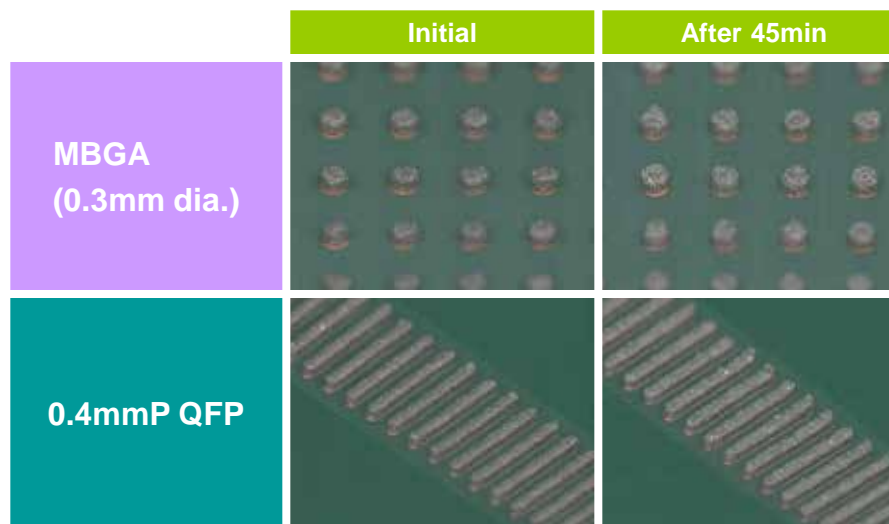 Initial
After 45min
MBGA
(0.3mm dia.)
0.4mmP QFP